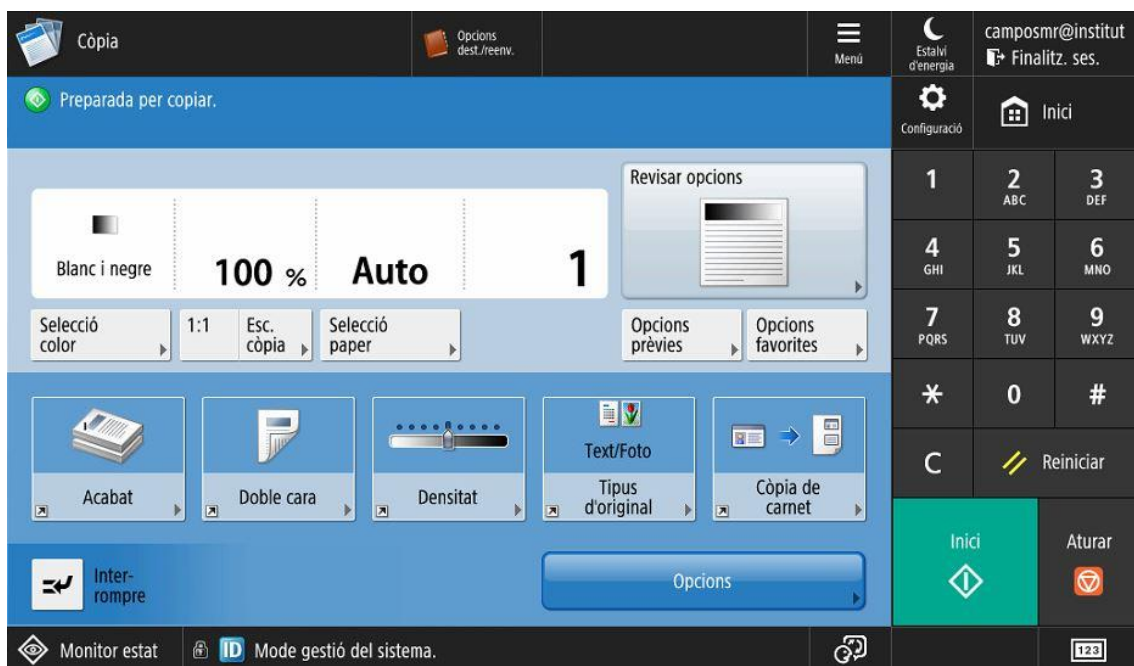 Còpia
Opcions
dest./reenv.
Menú
Estalvi
d'energia
camposmr@institut
Finalitz. ses.
Preparada per copiar.
Configuració
Inici
Blanc i negre
100 %
Auto
1
Revisar opcions
Selecció
color
1:1
Esc.
còpia
Selecció
paper
Opcions
prèvies
Opcions
favorites
1
2
ABC
3
DEF
4
GHI
5
JKL
6
MNO
7
PQRS
8
TUV
9
WXYZ
*
0
#
C
Reiniciar
Acabat
Doble cara
Densitat
Text/Foto
Tipus
d'original
Còpia de
carnet
Inici
Aturar
Inter-
rompre
Opcions
Monitor estat
ID
Mode gestió del sistema.
123